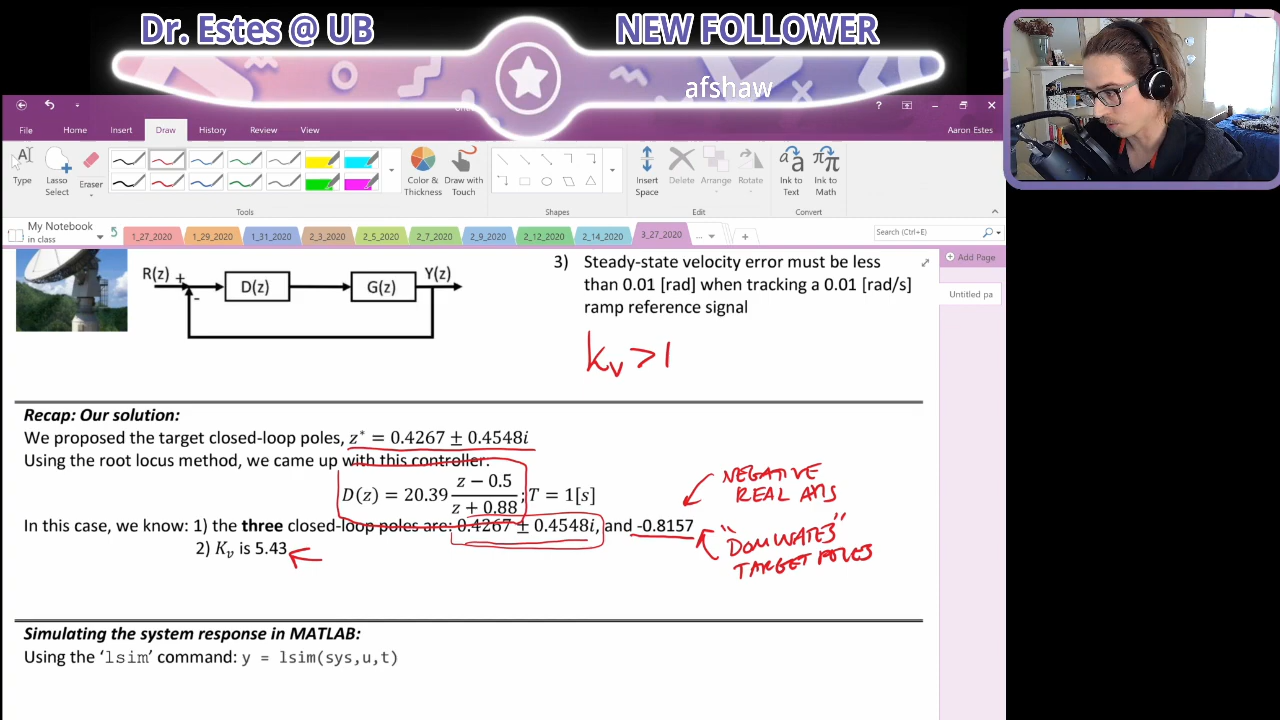 Dr. Estes @ UB
NEW FOLLOWER
afshaw
Aaron Estes
File Home Insert Draw History Review View
Type
Lasso Select
Eraser
Color & Thickness
Draw with Touch
Insert Space
Delete
Arrange
Rotate
Ink to Text
Ink to Math
Tools
Shapes
Edit
Convert
My Notebook
in class
1_27_2020 1_29_2020 1_31_2020 2_3_2020 2_5_2020 2_7_2020 2_9_2020 2_12_2020 2_14_2020 3_27_2020 ...
Search (Ctrl+E)
Add Page
Untitled pa
R(z) + - D(z) G(z) Y(z)
3) Steady-state velocity error must be less
than 0.01 [rad] when tracking a 0.01 [rad/s]
ramp reference signal
kv > 1
Recap: Our solution:
We proposed the target closed-loop poles, z* = 0.4267 ± 0.4548i
Using the root locus method, we came up with this controller:
D(z) = 20.39 (z − 0.5)/(z + 0.88) ; T = 1[s]
NEGATIVE
REAL AXIS
In this case, we know: 1) the three closed-loop poles are: 0.4267 ± 0.4548i, and -0.8157
2) Kv is 5.43
"DOMINATES"
TARGET POLES
Simulating the system response in MATLAB:
Using the 'lsim' command: y = lsim(sys,u,t)